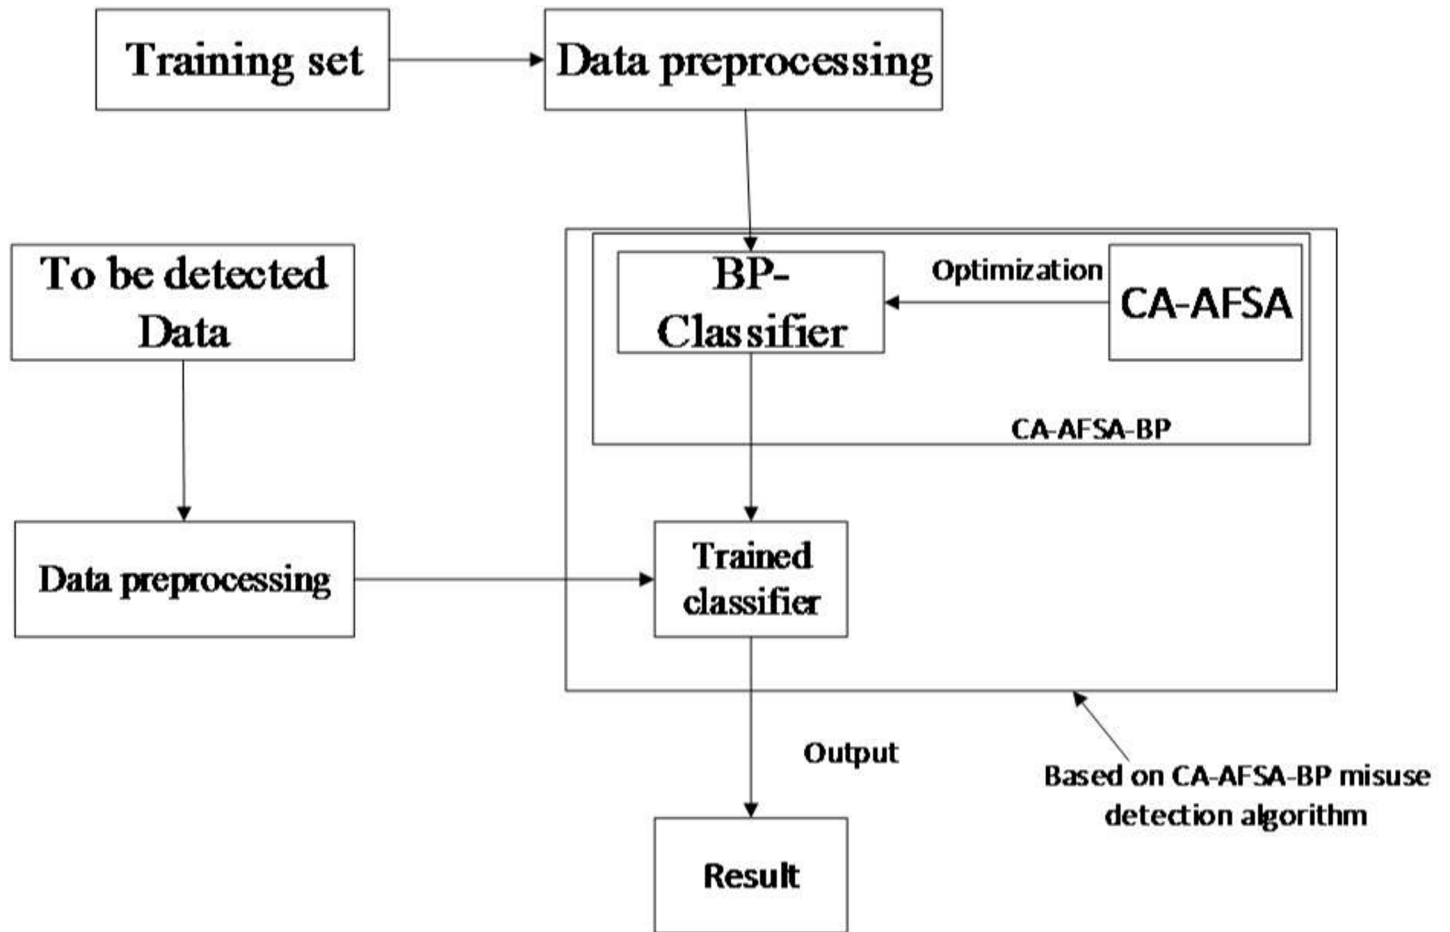 Training set
Data preprocessing
To be detected
Data
BP-
Classifier
Optimization
CA-AFSA
CA-AFSA-BP
Data preprocessing
Trained
classifier
Output
Based on CA-AFSA-BP misuse
detection algorithm
Result